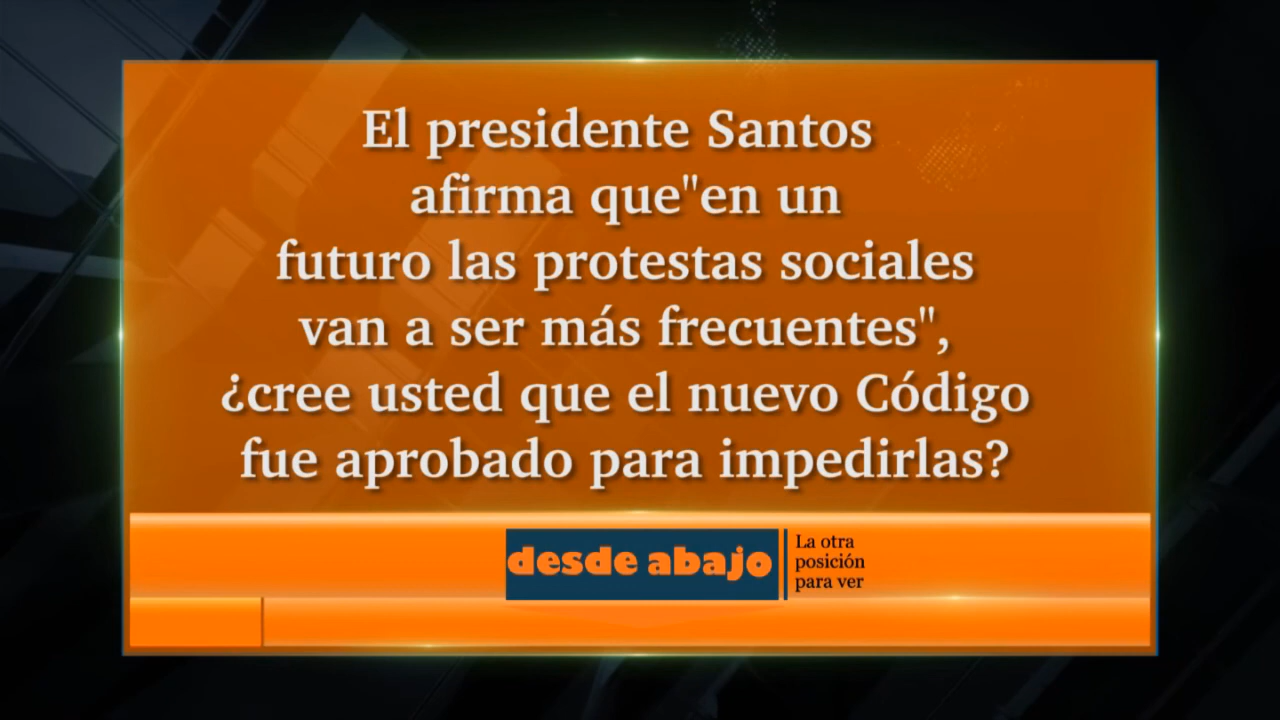 El presidente Santos
afirma que"en un
futuro las protestas sociales
van a ser más frecuentes",
¿cree usted que el nuevo Código
fue aprobado para impedirlas?
desde abajo
La otra
posición
para ver